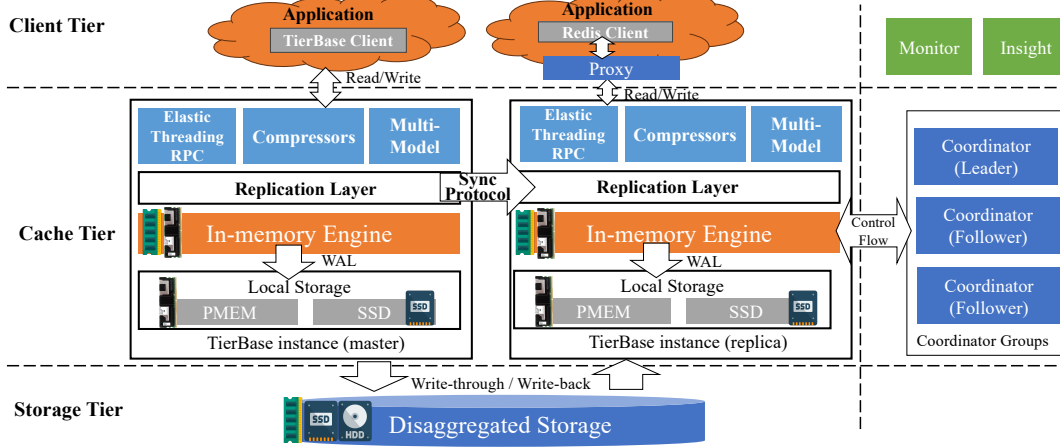 Client Tier
Application
TierBase Client
Read/Write
Application
Redis Client
Proxy
Read/Write
Monitor
Insight
Cache Tier
Elastic
Threading
RPC
Compressors
Multi-
Model
Replication Layer
In-memory Engine
WAL
Local Storage
PMEM
SSD
SSD
TierBase instance (master)
Sync
Protocol
Elastic
Threading
RPC
Compressors
Multi-
Model
Replication Layer
In-memory Engine
WAL
Local Storage
PMEM
SSD
SSD
TierBase instance (replica)
Control
Flow
Coordinator
(Leader)
Coordinator
(Follower)
Coordinator
(Follower)
Coordinator Groups
Write-through / Write-back
Storage Tier
SSD
HDD
Disaggregated Storage